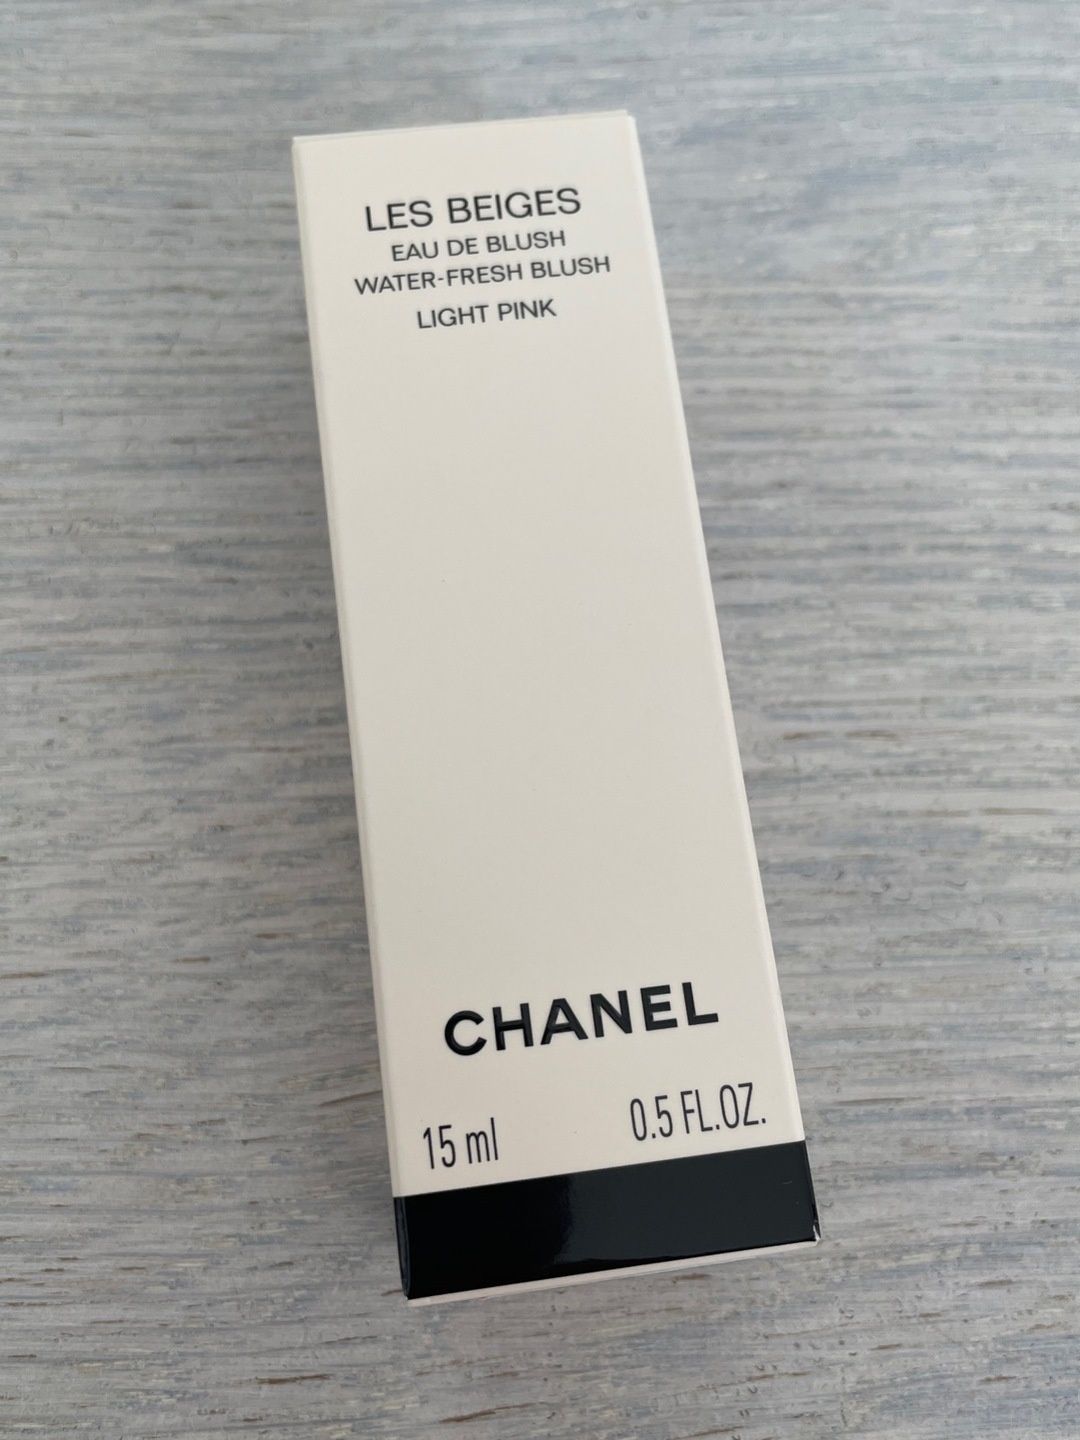 LES BEIGES
EAU DE BLUSH
WATER-FRESH BLUSH
LIGHT PINK
CHANEL
15 ml 0.5 FL.OZ.